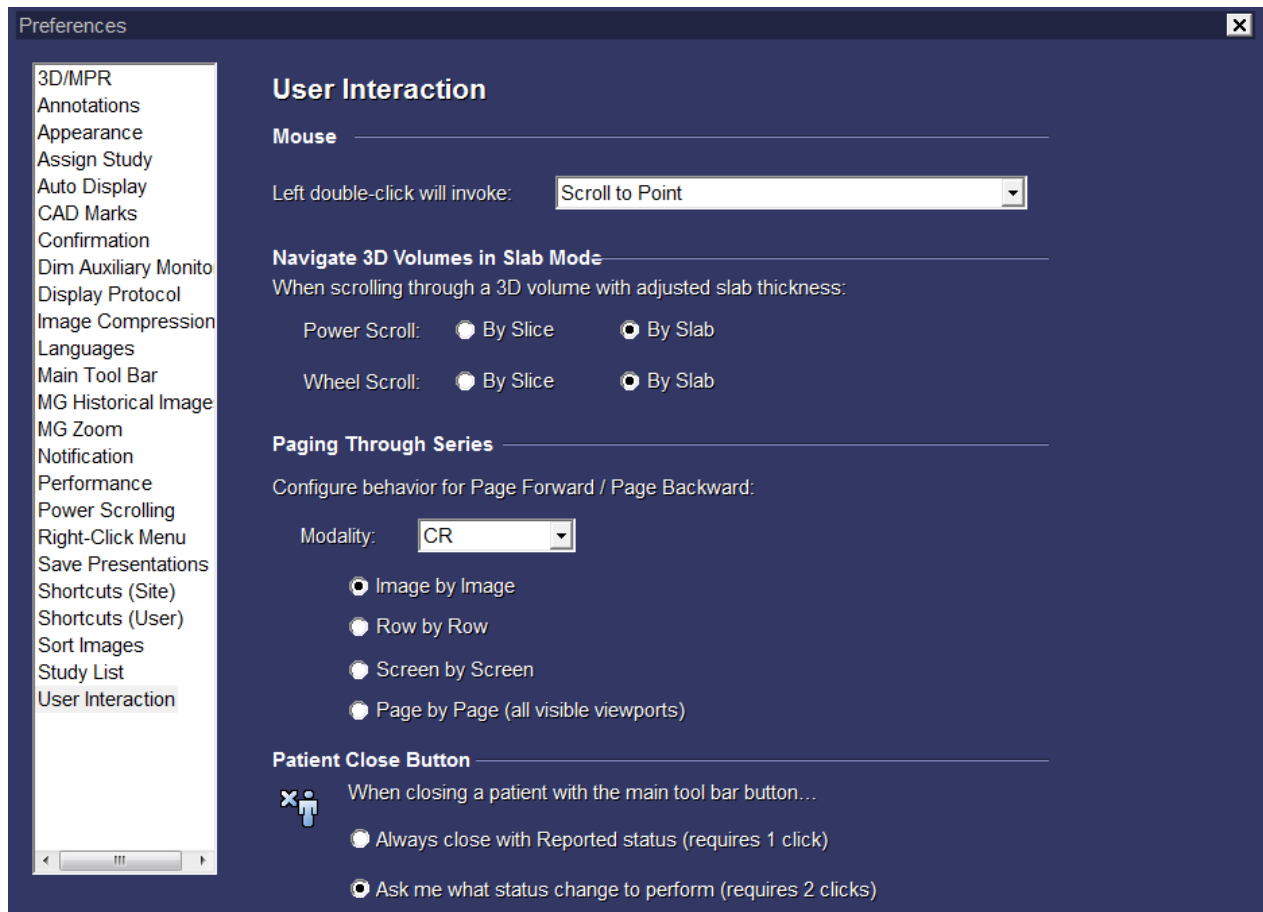 Preferences
3D/MPR
Annotations
Appearance
Assign Study
Auto Display
CAD Marks
Confirmation
Dim Auxiliary Monito
Display Protocol
Image Compression
Languages
Main Tool Bar
MG Historical Image
MG Zoom
Notification
Performance
Power Scrolling
Right-Click Menu
Save Presentations
Shortcuts (Site)
Shortcuts (User)
Sort Images
Study List
User Interaction
User Interaction
Mouse
Left double-click will invoke: Scroll to Point
Navigate 3D Volumes in Slab Mode
When scrolling through a 3D volume with adjusted slab thickness:
Power Scroll: By Slice By Slab
Wheel Scroll: By Slice By Slab
Paging Through Series
Configure behavior for Page Forward / Page Backward:
Modality: CR
Image by Image
Row by Row
Screen by Screen
Page by Page (all visible viewports)
Patient Close Button
When closing a patient with the main tool bar button…
Always close with Reported status (requires 1 click)
Ask me what status change to perform (requires 2 clicks)